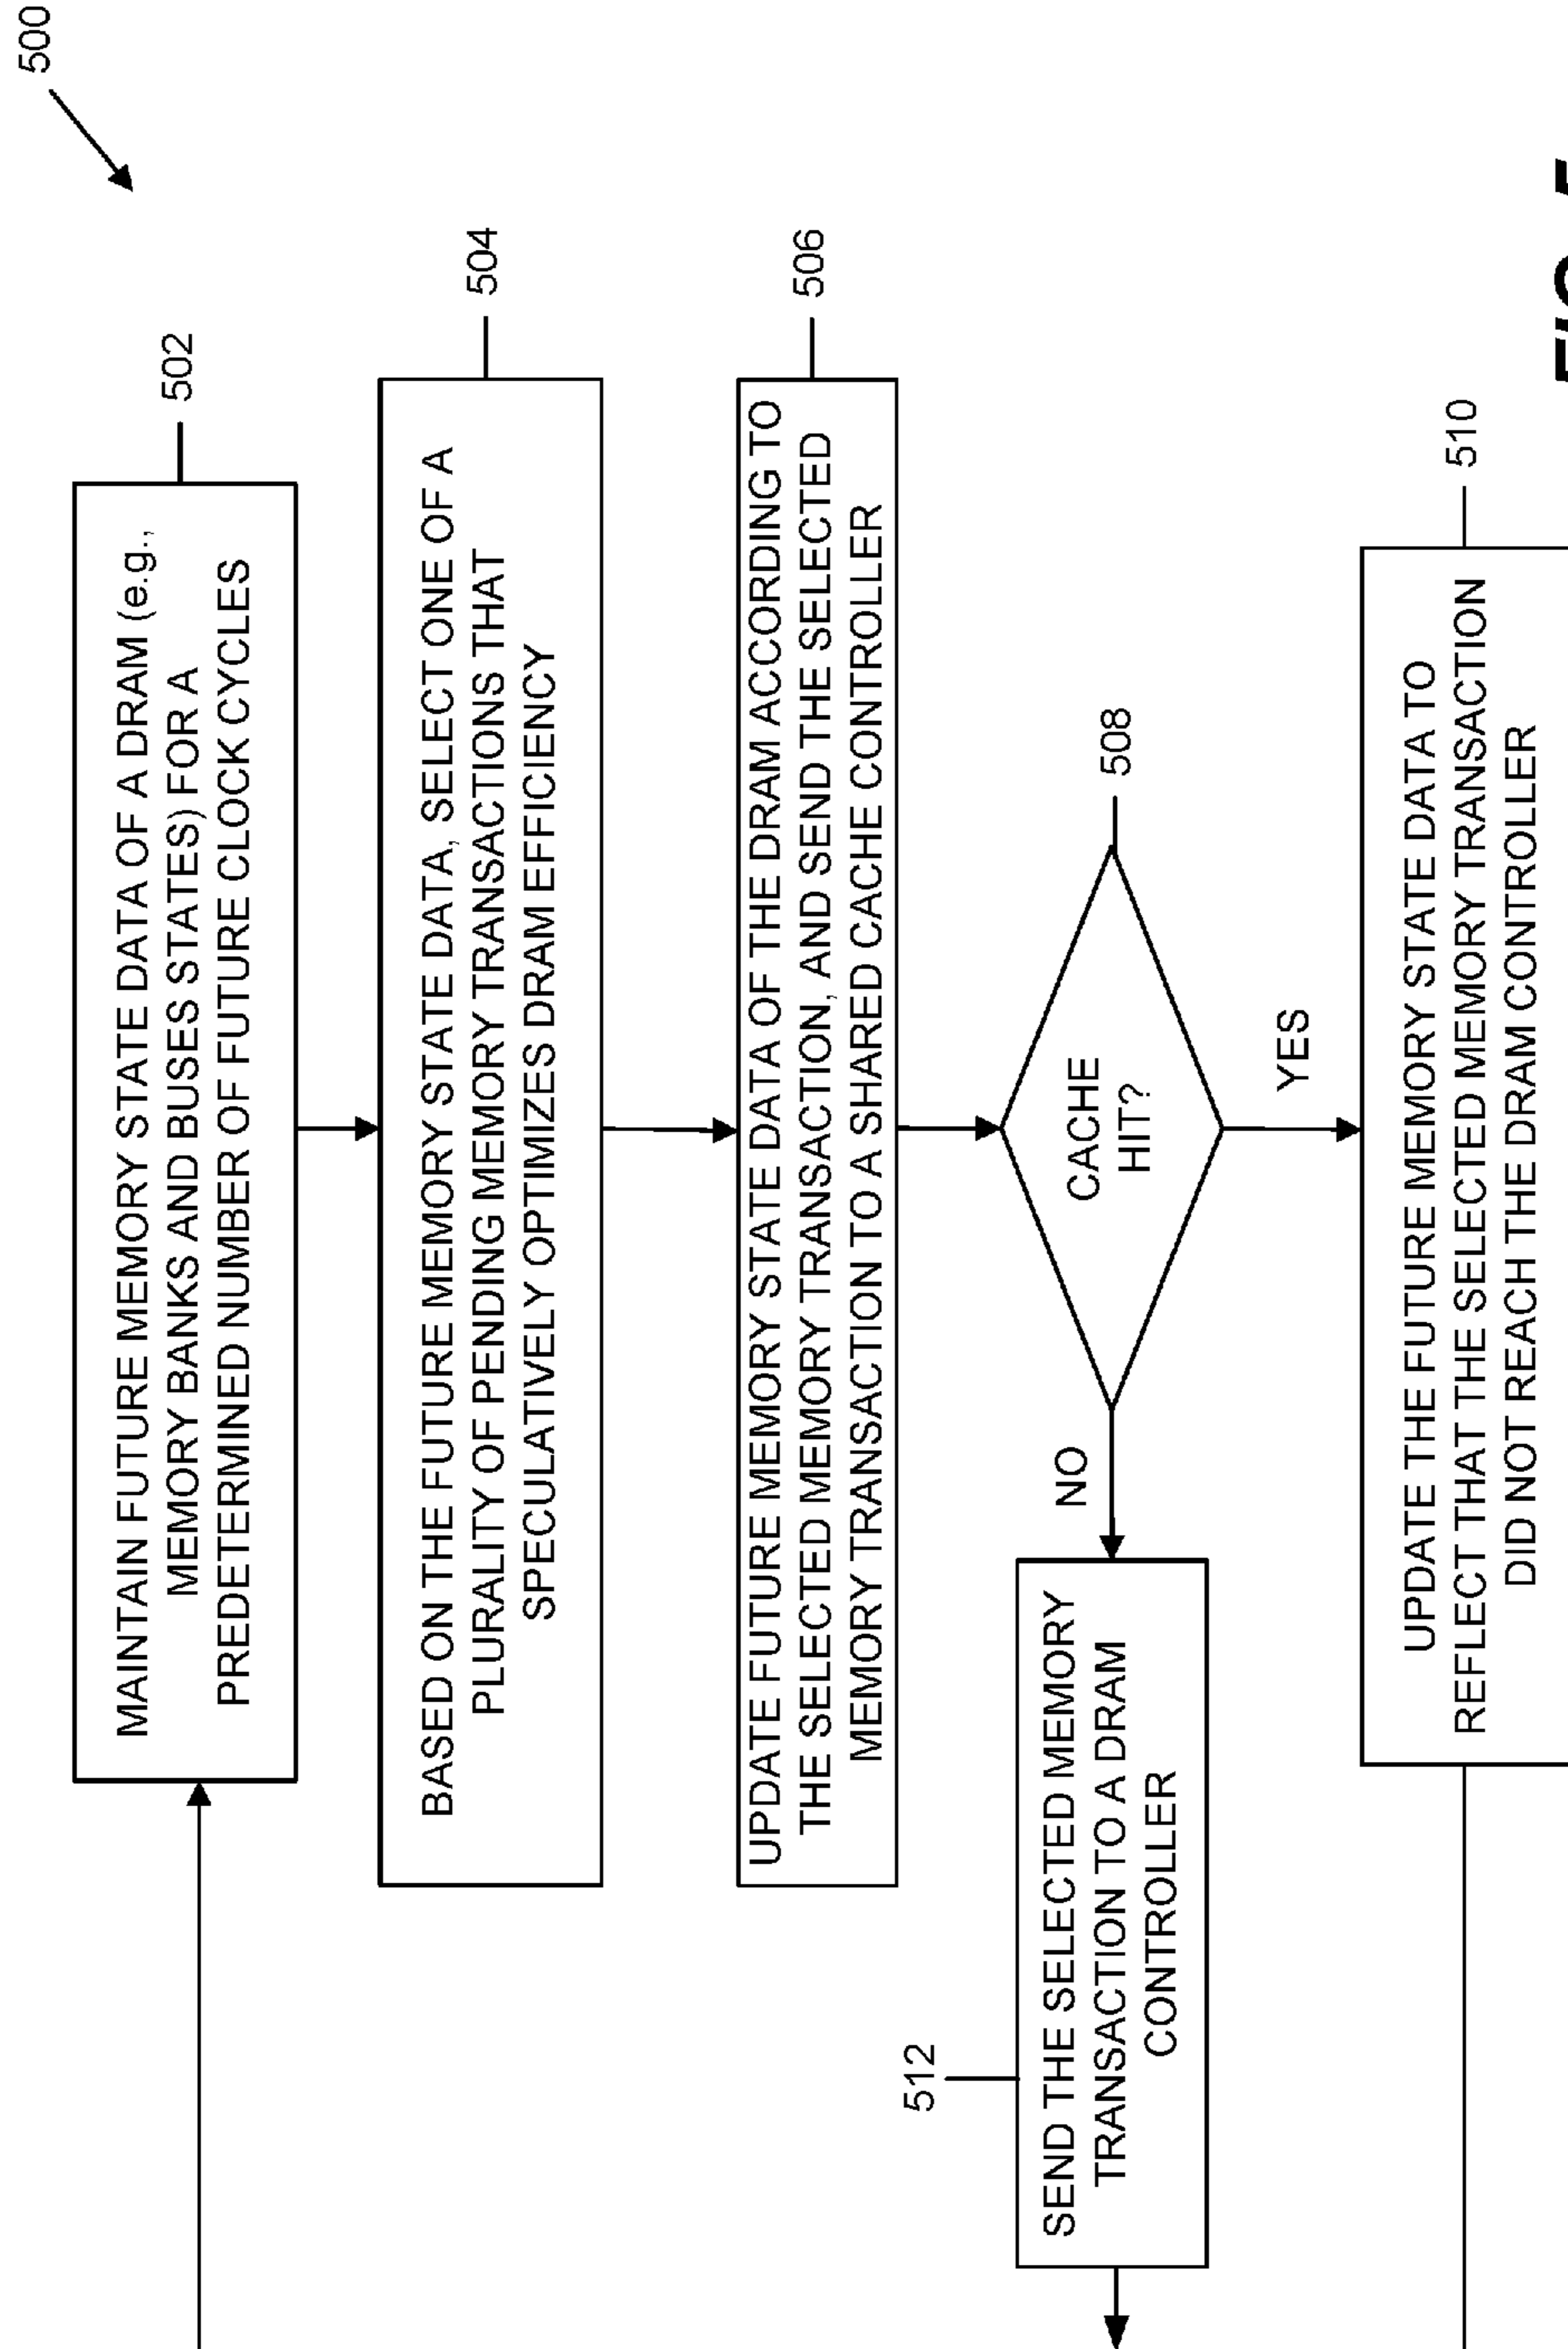 500
MAINTAIN FUTURE MEMORY STATE DATA OF A DRAM (e.g.,
MEMORY BANKS AND BUSES STATES) FOR A
PREDETERMINED NUMBER OF FUTURE CLOCK CYCLES
502
BASED ON THE FUTURE MEMORY STATE DATA, SELECT ONE OF A
PLURALITY OF PENDING MEMORY TRANSACTIONS THAT
SPECULATIVELY OPTIMIZES DRAM EFFICIENCY
504
UPDATE FUTURE MEMORY STATE DATA OF THE DRAM ACCORDING TO
THE SELECTED MEMORY TRANSACTION, AND SEND THE SELECTED
MEMORY TRANSACTION TO A SHARED CACHE CONTROLLER
506
CACHE
HIT?
508
NO
YES
512
SEND THE SELECTED MEMORY
TRANSACTION TO A DRAM
CONTROLLER
UPDATE THE FUTURE MEMORY STATE DATA TO
REFLECT THAT THE SELECTED MEMORY TRANSACTION
DID NOT REACH THE DRAM CONTROLLER
510